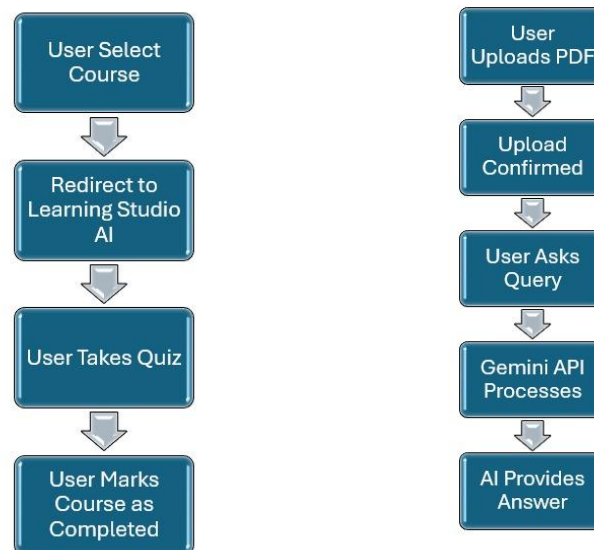 User Select
Course
Redirect to
Learning Studio
AI
User Takes Quiz
User Marks
Course as
Completed
User
Uploads PDF
Upload
Confirmed
User Asks
Query
Gemini API
Processes
AI Provides
Answer